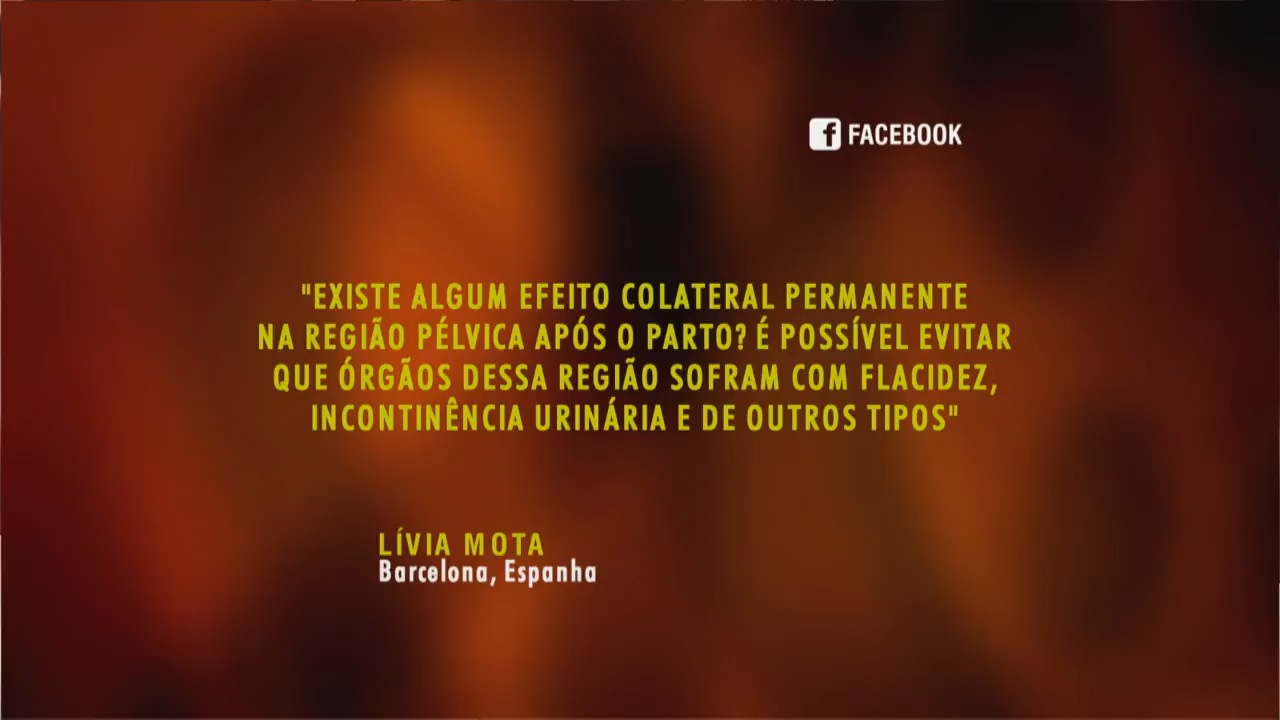 FACEBOOK
"EXISTE ALGUM EFEITO COLATERAL PERMANENTE
NA REGIÃO PÉLVICA APÓS O PARTO? É POSSÍVEL EVITAR
QUE ÓRGÃOS DESSA REGIÃO SOFRAM COM FLACIDEZ,
INCONTINÊNCIA URINÁRIA E DE OUTROS TIPOS"
LÍVIA MOTA
Barcelona, Espanha